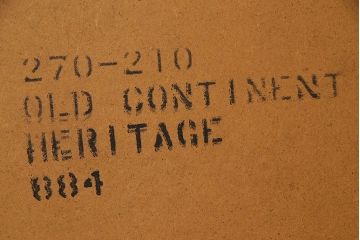 270-210
OLD CONTINENT
HERITAGE
884